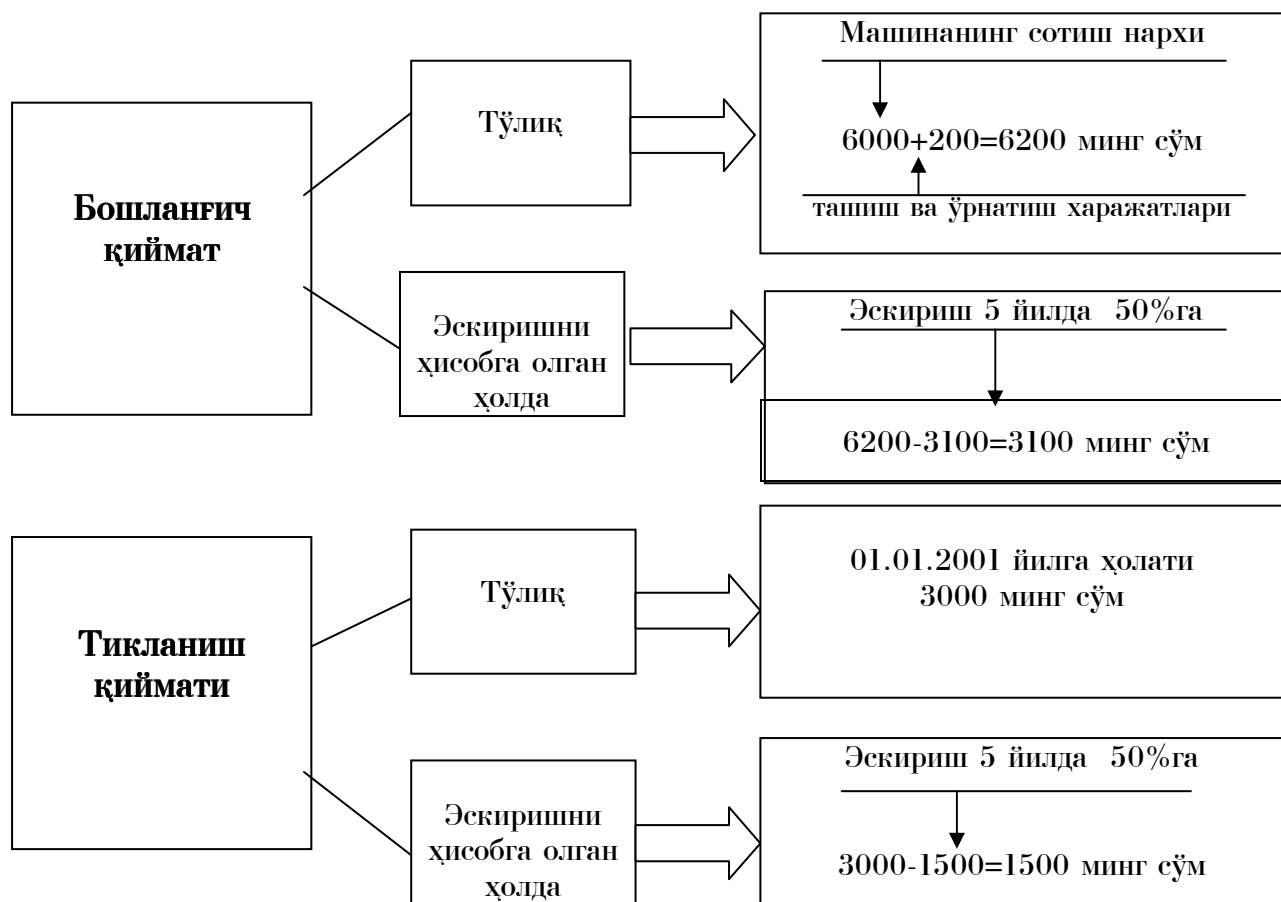 Бошланғич
қиймат
Тўлиқ
Машинанинг сотиш нархи
6000+200=6200 минг сўм
ташиш ва ўрнатиш харажатлари
Эскиришни
ҳисобга олган
ҳолда
Эскириш 5 йилда 50%га
6200-3100=3100 минг сўм
Тикланиш
қиймати
Тўлиқ
01.01.2001 йилга ҳолати
3000 минг сўм
Эскиришни
ҳисобга олган
ҳолда
Эскириш 5 йилда 50%га
3000-1500=1500 минг сўм